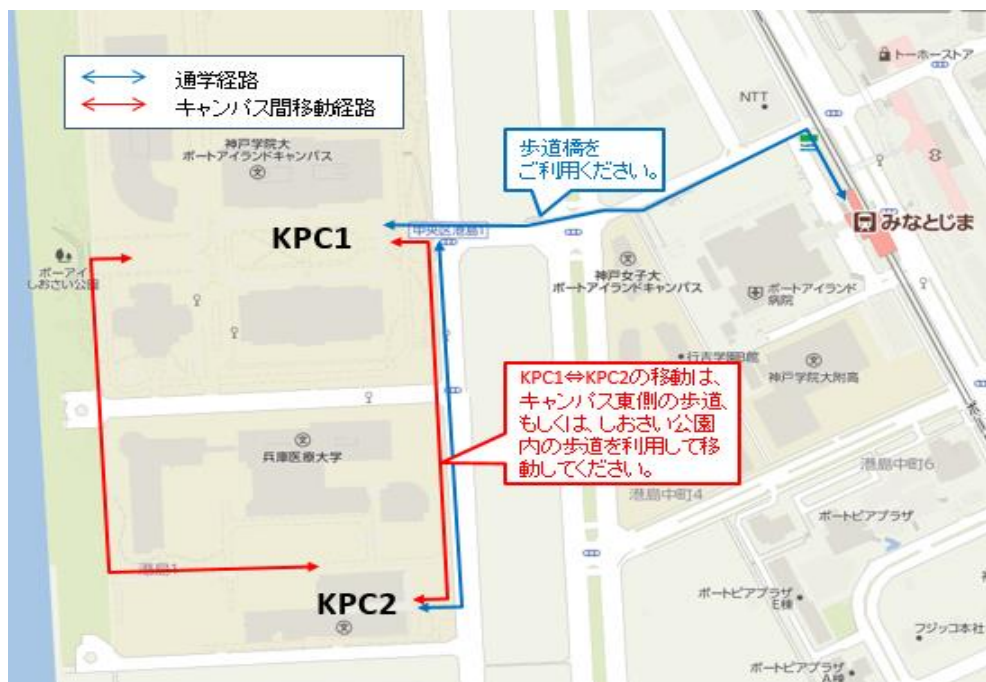 通学経路
キャンパス間移動経路
トーホーストア
NTT
神戸学院大
ポートアイランドキャンパス
歩道橋を
ご利用ください。
みなとじま
中央区港島1
KPC1
ポーアイ
しおさい公園
神戸女子大
ポートアイランドキャンパス
ポートアイランド
病院
行吉学園B館
神戸学院大附高
KPC1⇔KPC2の移動は、
キャンパス東側の歩道、
もしくは、しおさい公園
内の歩道を利用して移
動してください。
兵庫医療大学
港島中町6
港島中町4
ポートピアプラザ
港島1
KPC2
ポートピアプラザ
E棟
フジッコ本社
ポートピアプラザ
A棟